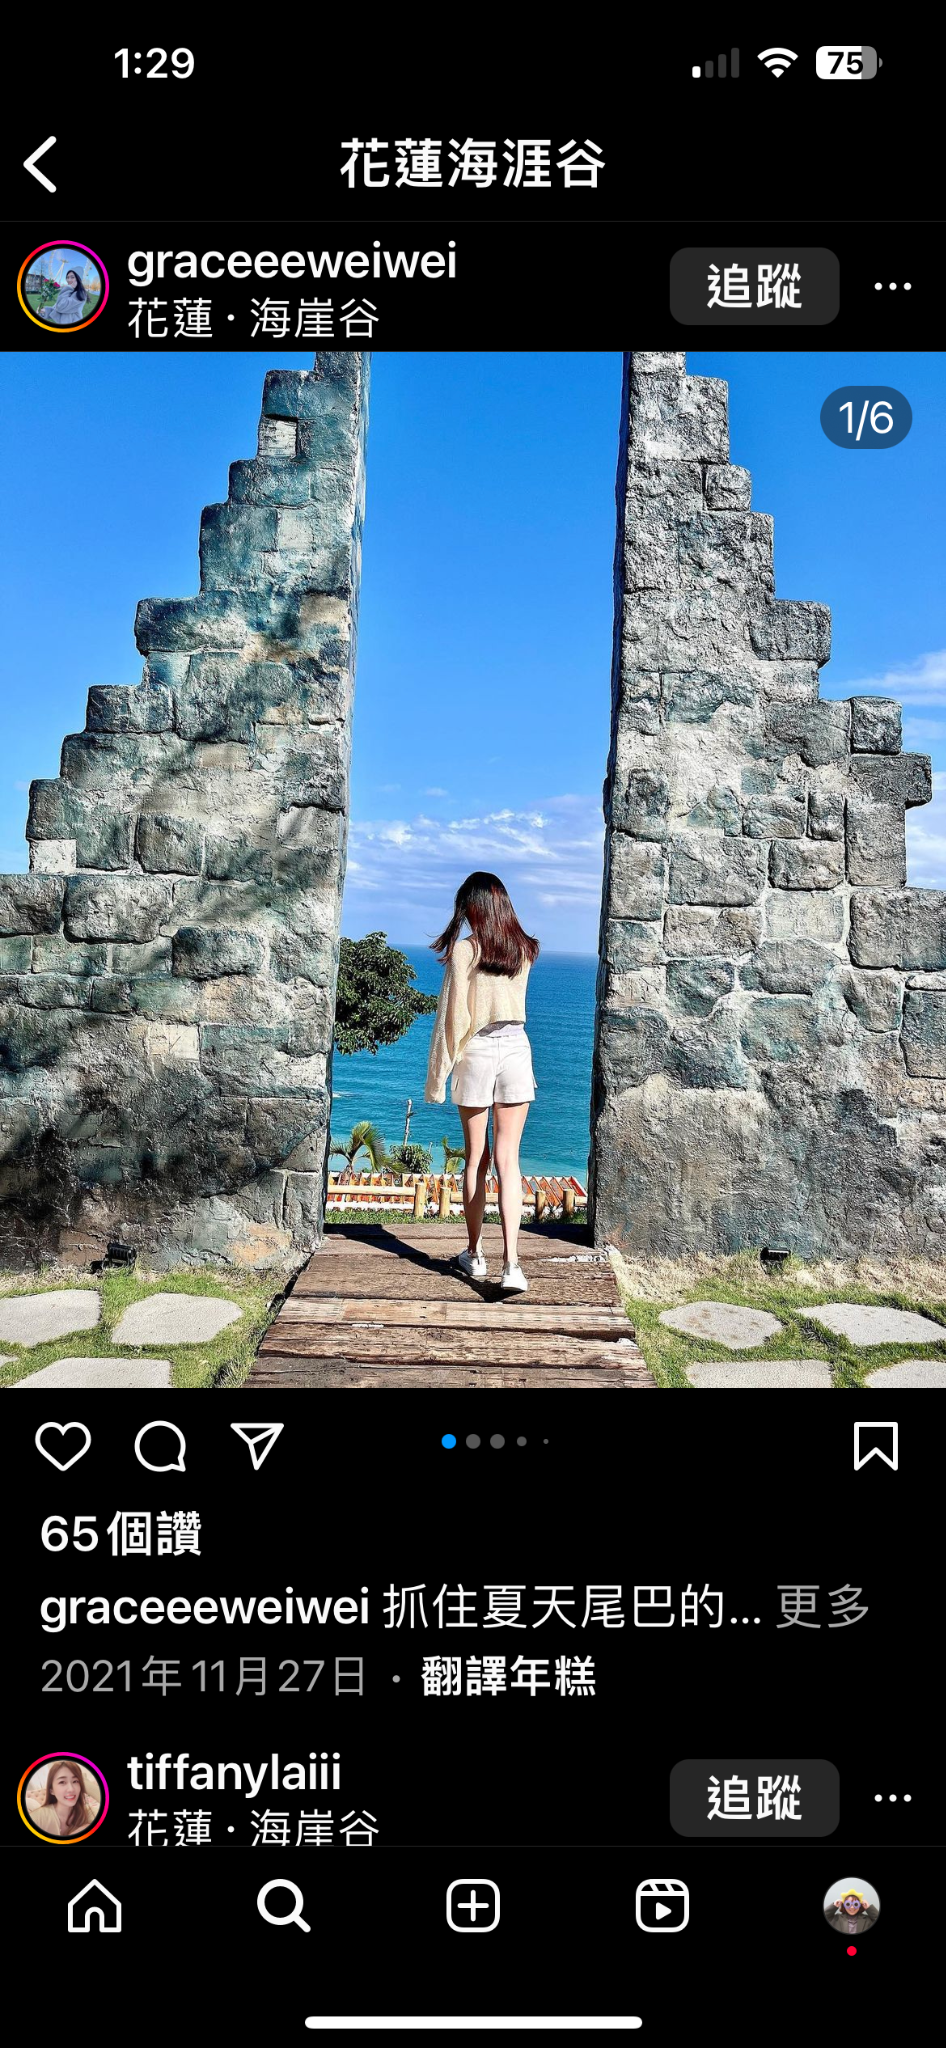 1:29
75
花蓮海涯谷
graceeeweiwei
花蓮·海崖谷
追蹤
1/6
65個讚
graceeeweiwei 抓住夏天尾巴的... 更多
2021年11月27日 · 翻譯年糕
tiffanylaiii
花蓮·海崖谷
追蹤